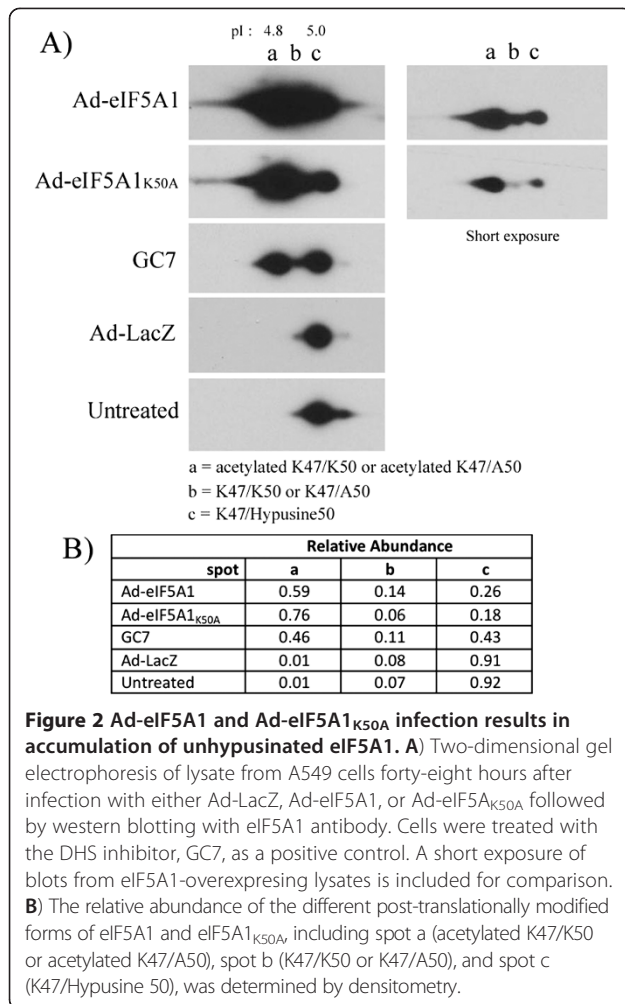 A)
pI : 4.8 5.0
a b c
a b c
Ad-eIF5A1
Ad-eIF5A1K50A
Short exposure
GC7
Ad-LacZ
Untreated
a = acetylated K47/K50 or acetylated K47/A50
b = K47/K50 or K47/A50
c = K47/Hypusine50
B)
Relative Abundance
spot a b c
Ad-eIF5A1 0.59 0.14 0.26
Ad-eIF5A1K50A 0.76 0.06 0.18
GC7 0.46 0.11 0.43
Ad-LacZ 0.01 0.08 0.91
Untreated 0.01 0.07 0.92
Figure 2 Ad-eIF5A1 and Ad-eIF5A1K50A infection results in
accumulation of unhypusinated eIF5A1. A) Two-dimensional gel
electrophoresis of lysate from A549 cells forty-eight hours after
infection with either Ad-LacZ, Ad-eIF5A1, or Ad-eIF5AK50A followed
by western blotting with eIF5A1 antibody. Cells were treated with
the DHS inhibitor, GC7, as a positive control. A short exposure of
blots from eIF5A1-overexpresing lysates is included for comparison.
B) The relative abundance of the different post-translationally modified
forms of eIF5A1 and eIF5A1K50A, including spot a (acetylated K47/K50
or acetylated K47/A50), spot b (K47/K50 or K47/A50), and spot c
(K47/Hypusine 50), was determined by densitometry.